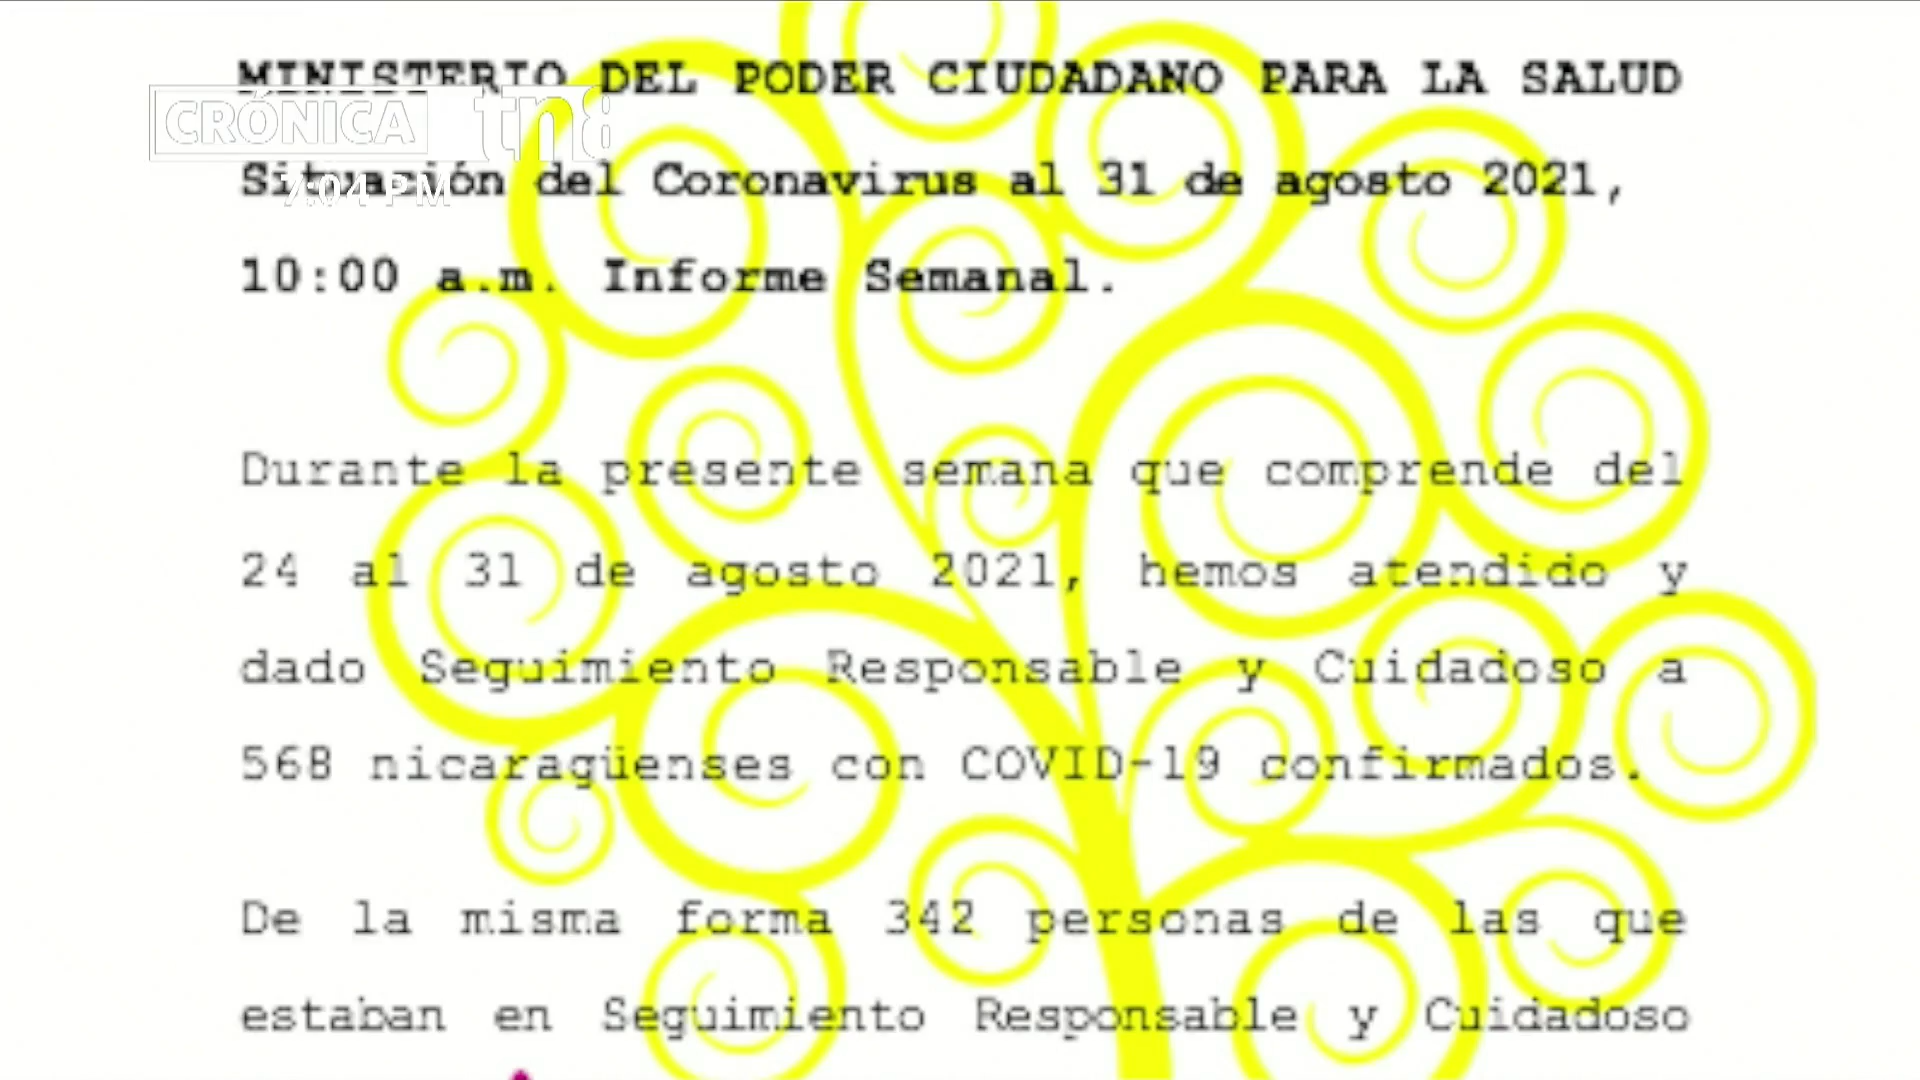 MINISTERIO DEL PODER CIUDADANO PARA LA SALUD
CRÓNICA tn8
Situación del Coronavirus al 31 de agosto 2021,
7:04 PM
10:00 a.m. Informe Semanal.
Durante la presente semana que comprende del
24 al 31 de agosto 2021, hemos atendido y
dado Seguimiento Responsable y Cuidadoso a
568 nicaragüenses con COVID-19 confirmados.
De la misma forma 342 personas de las que
estaban en Seguimiento Responsable y Cuidadoso